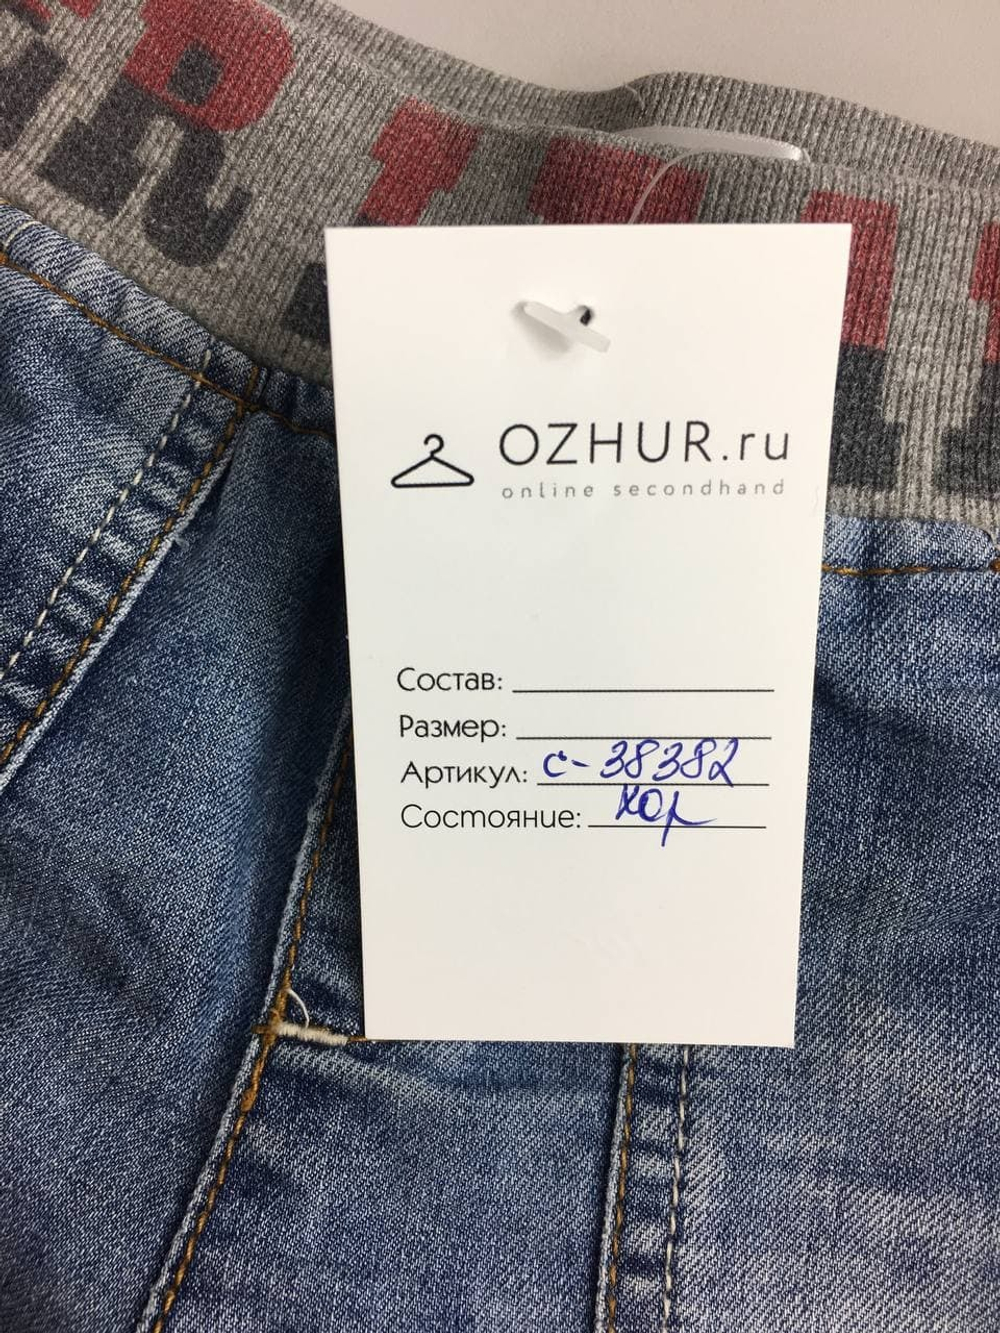 OZHUR.ru
online secondhand
Состав:
Размер:
Артикул: с-38382
Состояние: хор